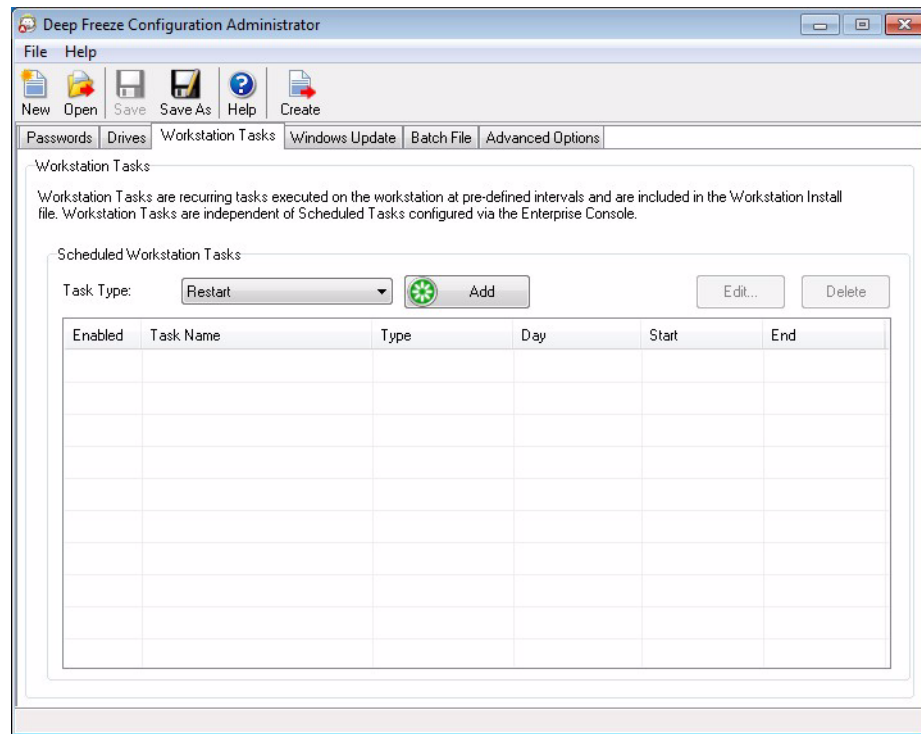 Deep Freeze Configuration Administrator
File Help
New Open Save Save As Help Create
Passwords Drives Workstation Tasks Windows Update Batch File Advanced Options
Workstation Tasks
Workstation Tasks are recurring tasks executed on the workstation at pre-defined intervals and are included in the Workstation Install
file. Workstation Tasks are independent of Scheduled Tasks configured via the Enterprise Console.
Scheduled Workstation Tasks
Task Type: Restart Add Edit... Delete
Enabled Task Name Type Day Start End